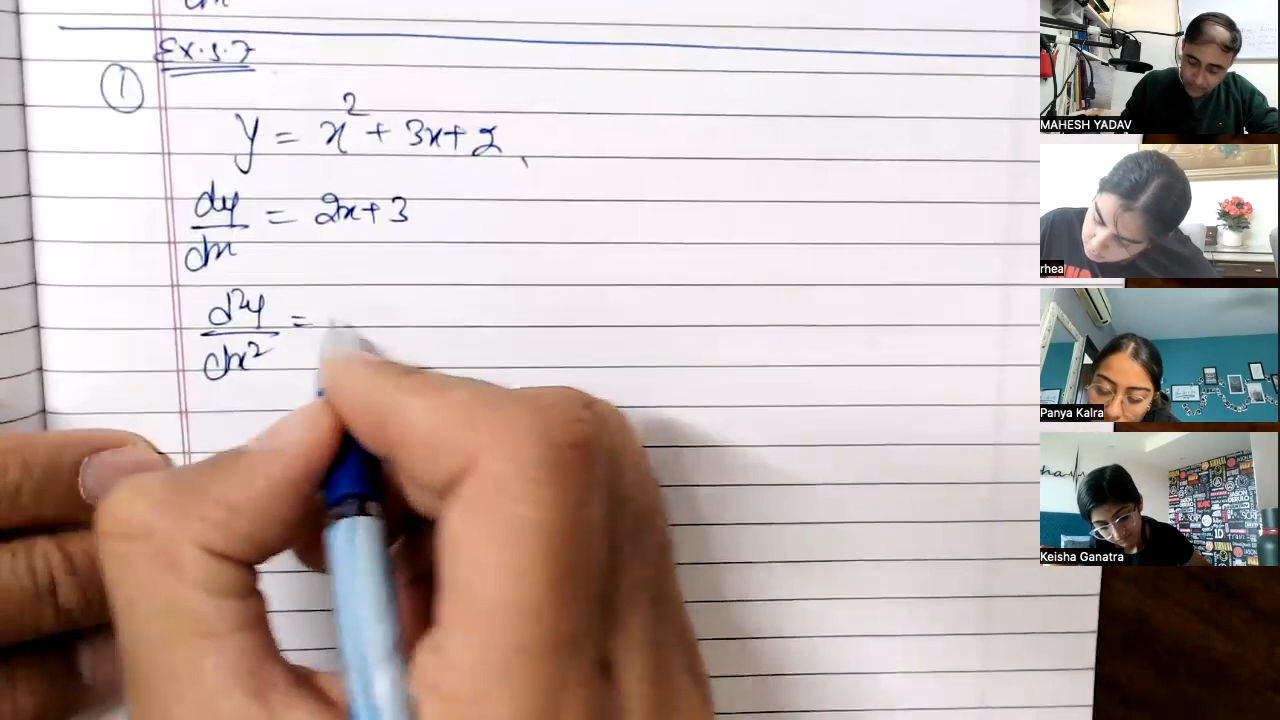 Ex. 5.7
①
y = x² + 3x + 2
dy/dx = 2x + 3
d²y/dx² =
MAHESH YADAV
rhea
Panya Kalra
Keisha Ganatra